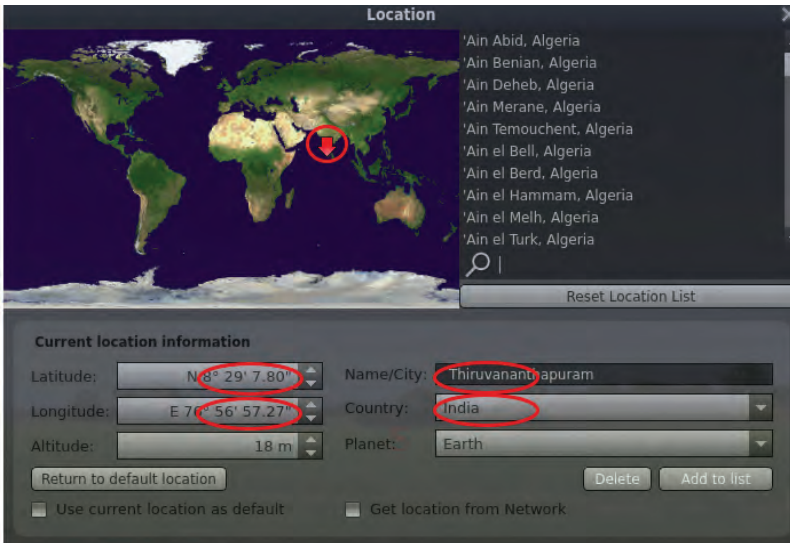 Location
'Ain Abid, Algeria
'Ain Benian, Algeria
'Ain Deheb, Algeria
'Ain Merane, Algeria
'Ain Temouchent, Algeria
'Ain el Bell, Algeria
'Ain el Berd, Algeria
'Ain el Hammam, Algeria
'Ain el Melh, Algeria
'Ain el Turk, Algeria
Reset Location List
Current location information
Latitude: N 8° 29' 7.80" Name/City: Thiruvananthapuram
Longitude: E 76° 56' 57.27" Country: India
Altitude: 18 m Planet: Earth
Return to default location Delete Add to list
Use current location as default Get location from Network